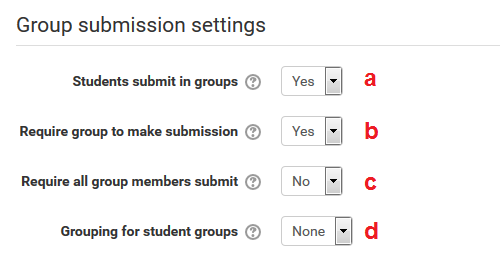 Group submission settings
Students submit in groups ? Yes a
Require group to make submission ? Yes b
Require all group members submit ? No c
Grouping for student groups ? None d